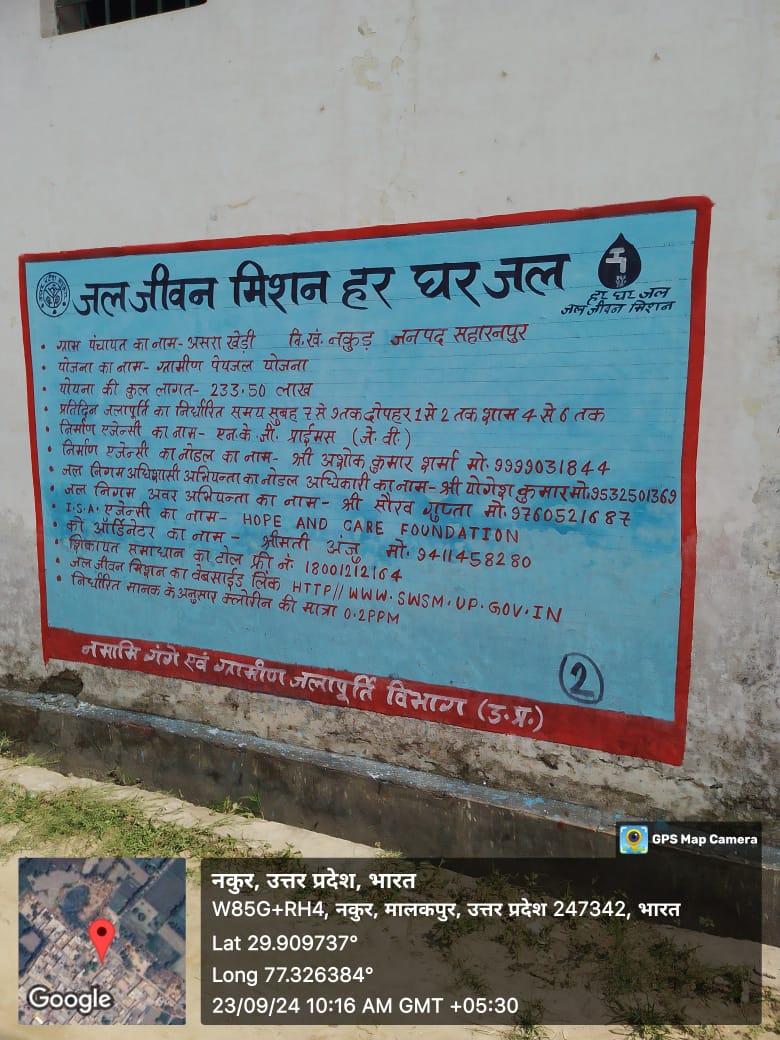 जल जीवन मिशन हर घर जल
हर घर जल
जल जीवन मिशन
• ग्राम पंचायत का नाम- असरा खेड़ी वि.खं. नकुड़ जनपद सहारनपुर
• योजना का नाम- ग्रामीण पेयजल योजना
• योयना की कुल लागत- 233.50 लाख
• प्रतिदिन जलापूर्ति का निर्धारित समय सुबह 7 से 9 तक दोपहर 1 से 2 तक शाम 4 से 6 तक
• निर्माण एजेन्सी का नाम- एन.के.जी. प्राईमस (जे.वी.)
• निर्माण एजेन्सी का नोडल का नाम- श्री अशोक कुमार शर्मा मो. 9999031844
• जल निगम अधिशासी अभियन्ता का नोडल अधिकारी का नाम- श्री योगेश कुमार मो. 9532501369
• जल निगम अवर अभियन्ता का नाम- श्री सौरव गुप्ता मो. 9760521687
• I.S.A. एजेन्सी का नाम- HOPE AND CARE FOUNDATION
• को ऑर्डिनेटर का नाम- श्रीमती अंजु मो. 9411458280
• शिकायत समाधान का टोल फ्री नं. 18001212164
• जल जीवन मिशन का वेबसाईड लिंक HTTP//WWW.SWSM.UP.GOV.IN
• निर्धारित मानक के अनुसार क्लोरीन की मात्रा 0.2PPM
2
नमामि गंगे एवं ग्रामीण जलापूर्ति विभाग (उ.प्र.)
GPS Map Camera
नकुर, उत्तर प्रदेश, भारत
W85G+RH4, नकुर, मालकपुर, उत्तर प्रदेश 247342, भारत
Lat 29.909737°
Long 77.326384°
23/09/24 10:16 AM GMT +05:30
Google